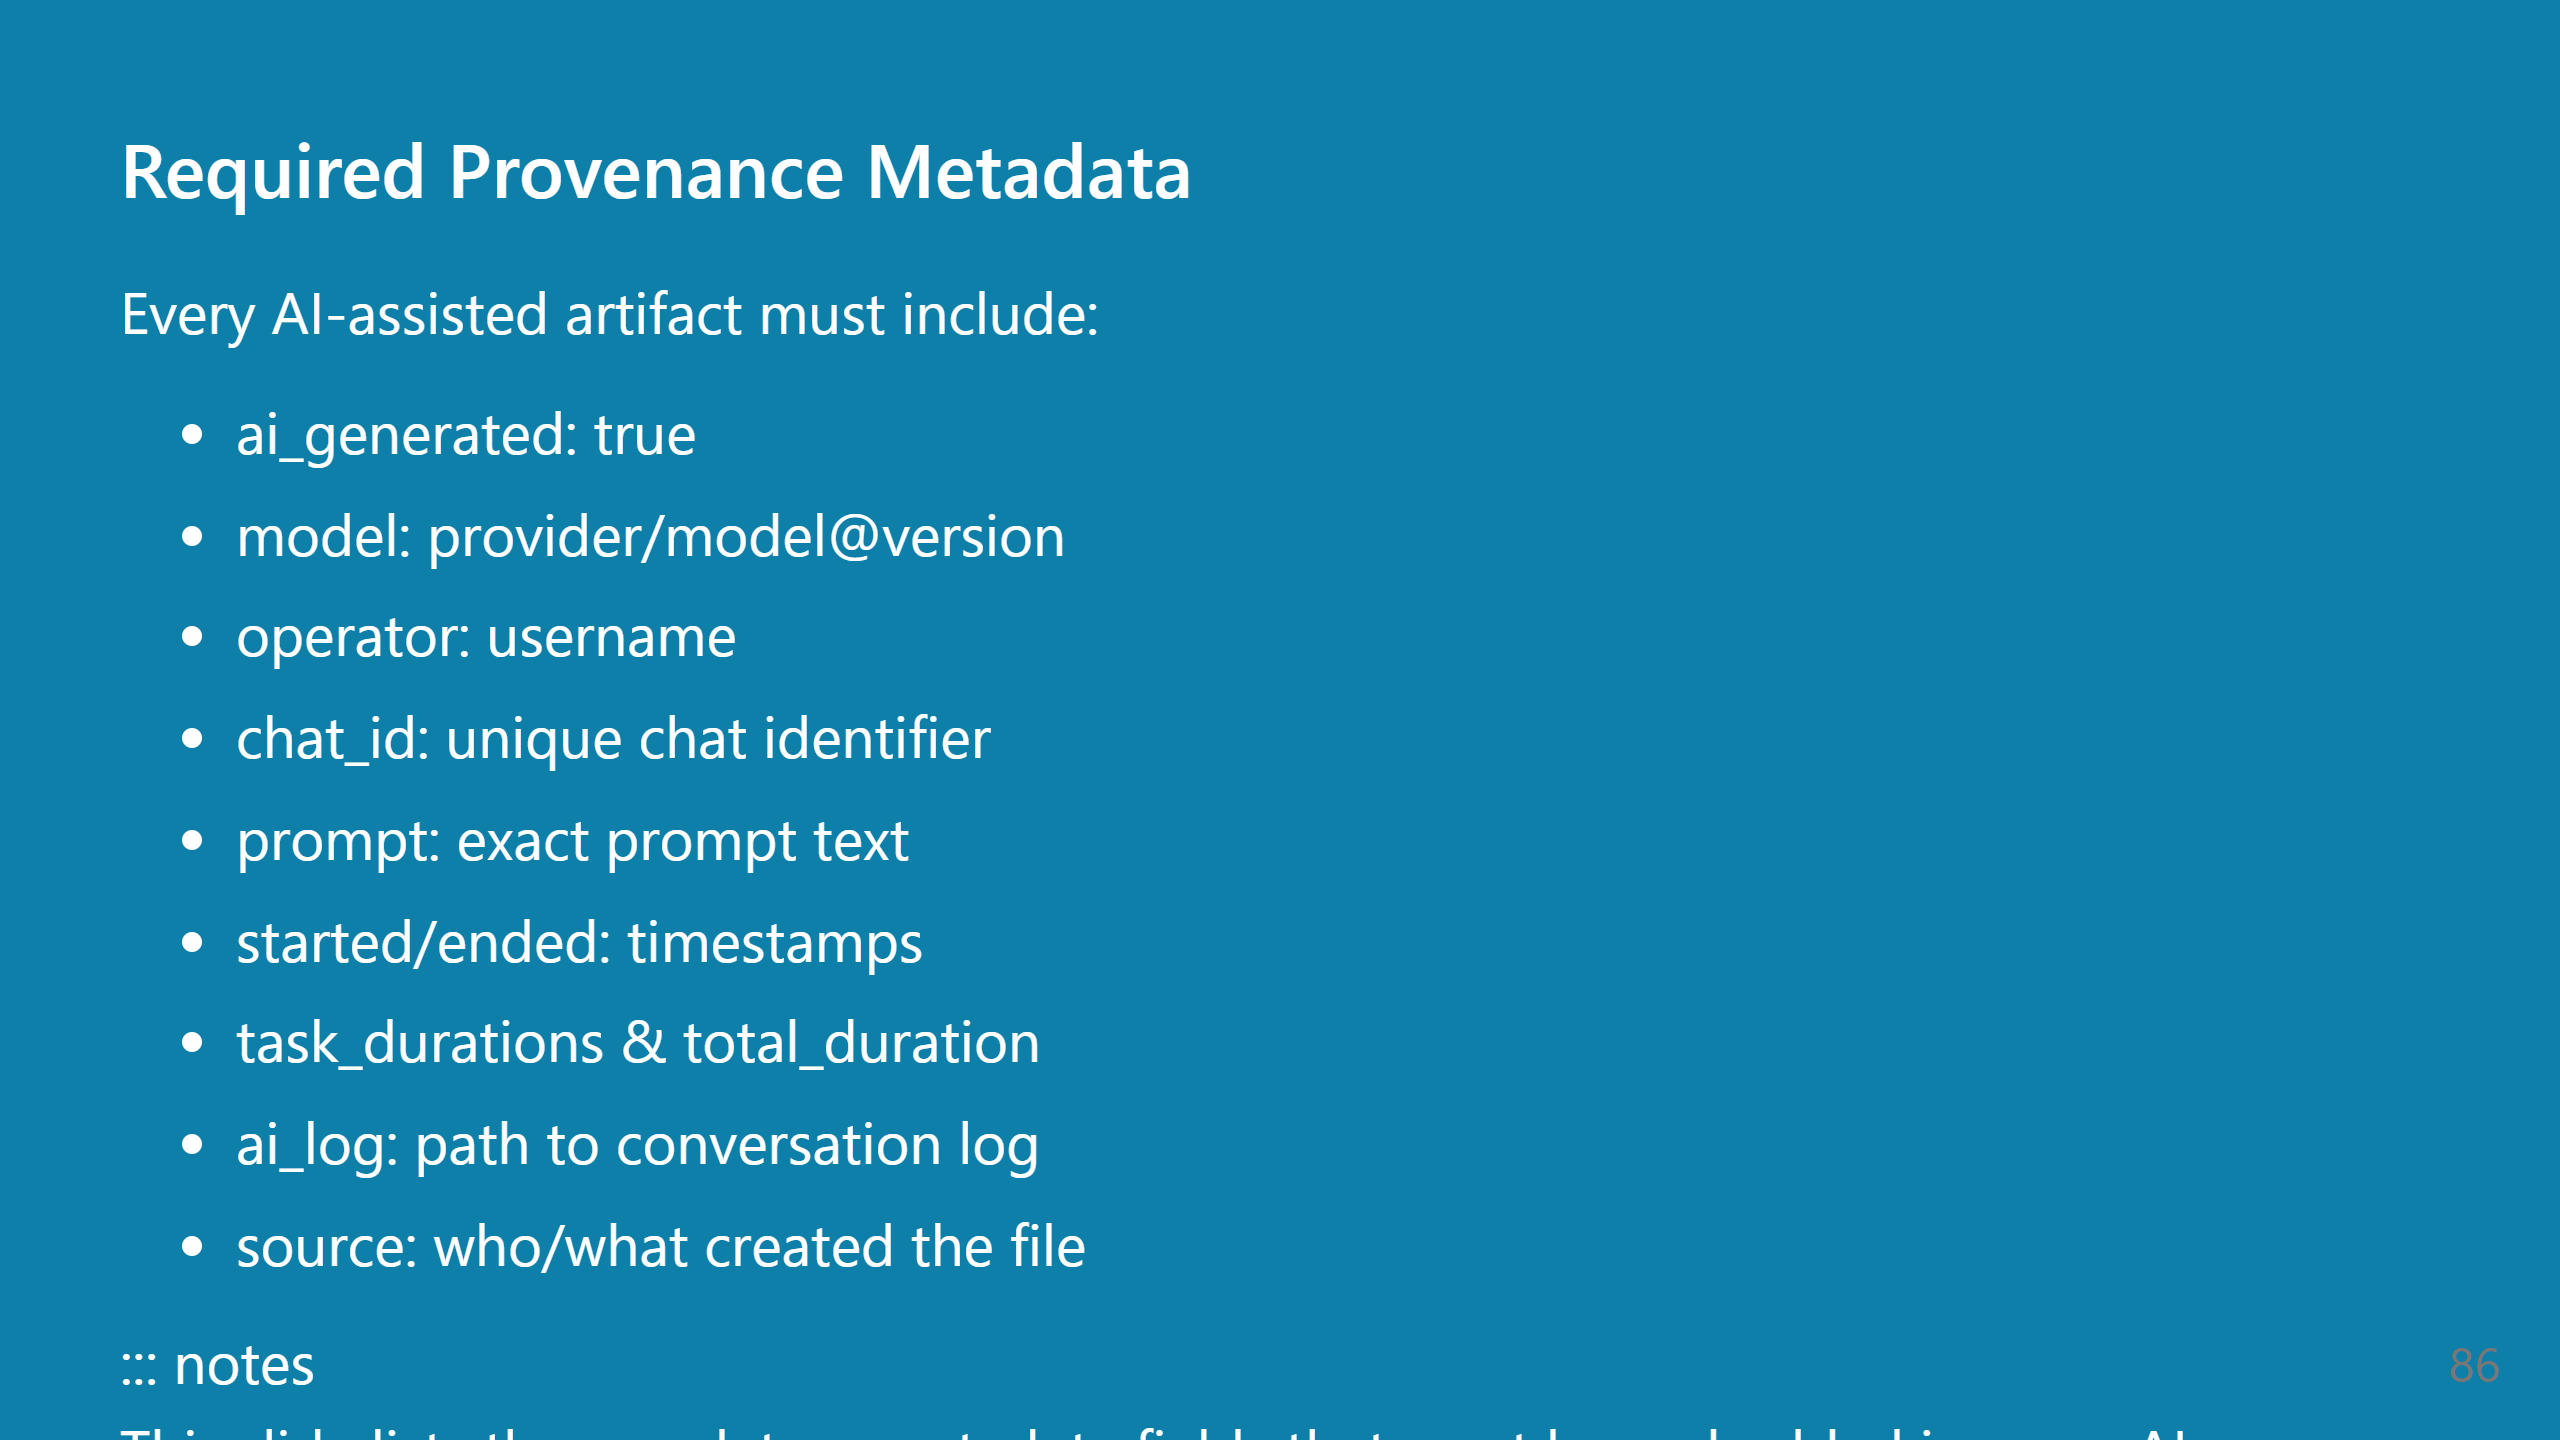 Required Provenance Metadata
Every AI-assisted artifact must include:
• ai_generated: true
• model: provider/model@version
• operator: username
• chat_id: unique chat identifier
• prompt: exact prompt text
• started/ended: timestamps
• task_durations & total_duration
• ai_log: path to conversation log
• source: who/what created the file
::: notes
86